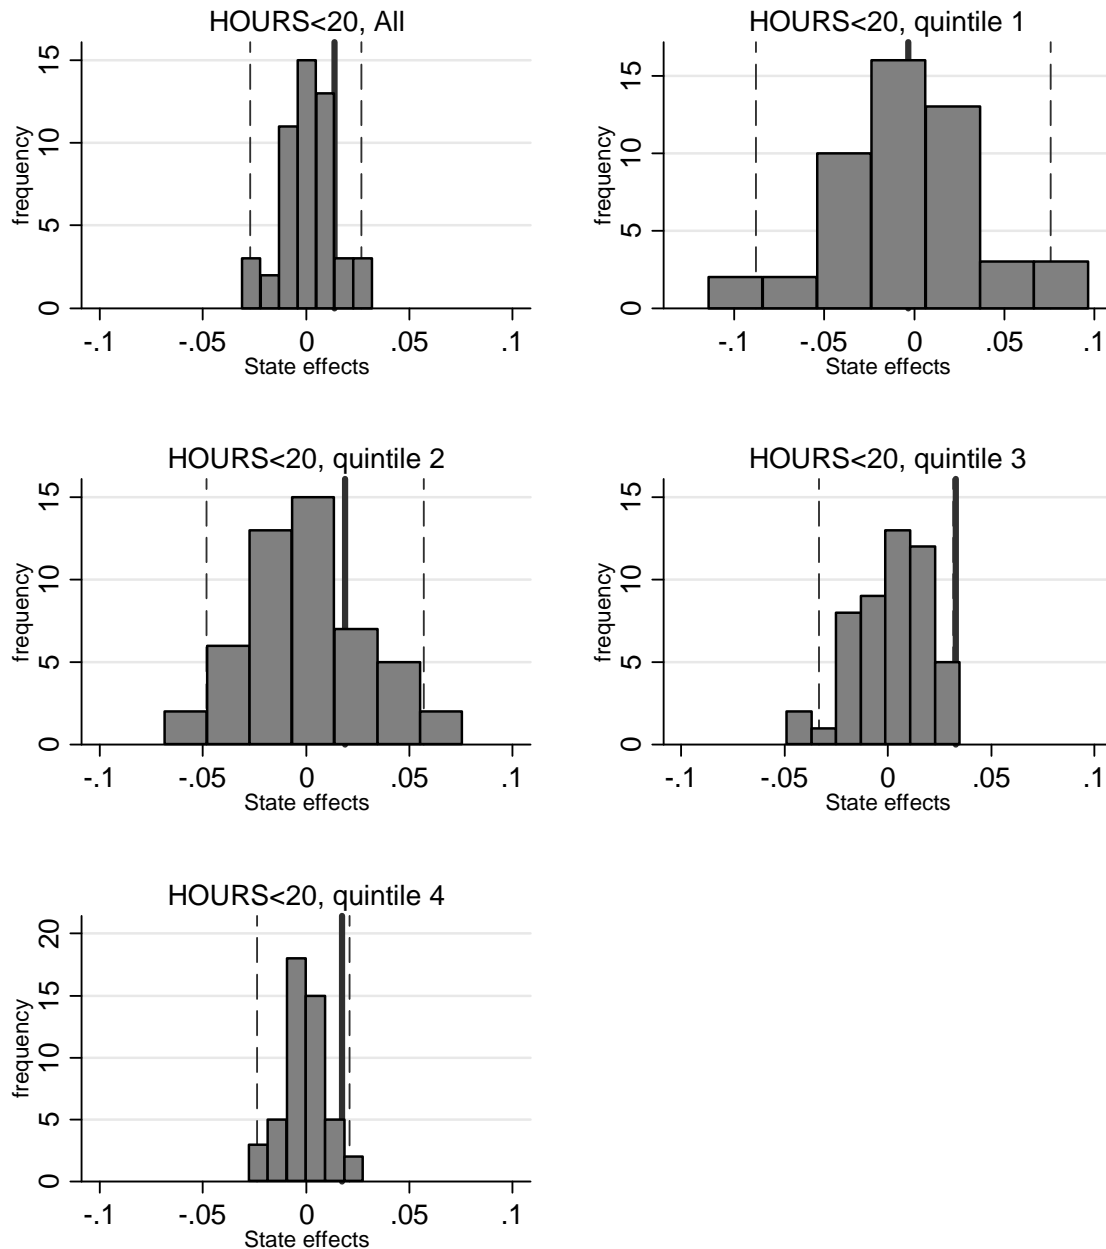 HOURS<20, All
frequency
15
10
5
0
-.1 -.05 0 .05 .1
State effects
HOURS<20, quintile 1
frequency
15
10
5
0
-.1 -.05 0 .05 .1
State effects
HOURS<20, quintile 2
frequency
15
10
5
0
-.1 -.05 0 .05 .1
State effects
HOURS<20, quintile 3
frequency
15
10
5
0
-.1 -.05 0 .05 .1
State effects
HOURS<20, quintile 4
frequency
20
15
10
5
0
-.1 -.05 0 .05 .1
State effects